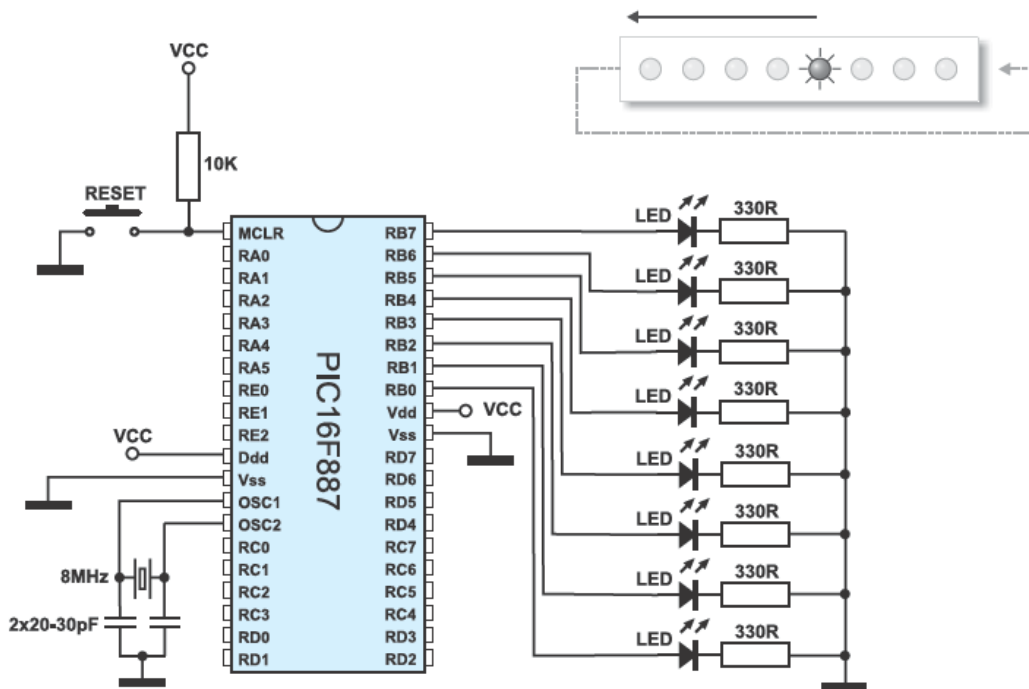 VCC
10K
RESET
MCLR
RA0
RA1
RA2
RA3
RA4
RA5
RE0
RE1
RE2
Ddd
Vss
OSC1
OSC2
RC0
RC1
RC2
RC3
RD0
RD1
PIC16F887
RB7
RB6
RB5
RB4
RB3
RB2
RB1
RB0
Vdd
Vss
RD7
RD6
RD5
RD4
RC7
RC6
RC5
RC4
RD3
RD2
VCC
VCC
8MHz
2x20-30pF
LED 330R
LED 330R
LED 330R
LED 330R
LED 330R
LED 330R
LED 330R
LED 330R